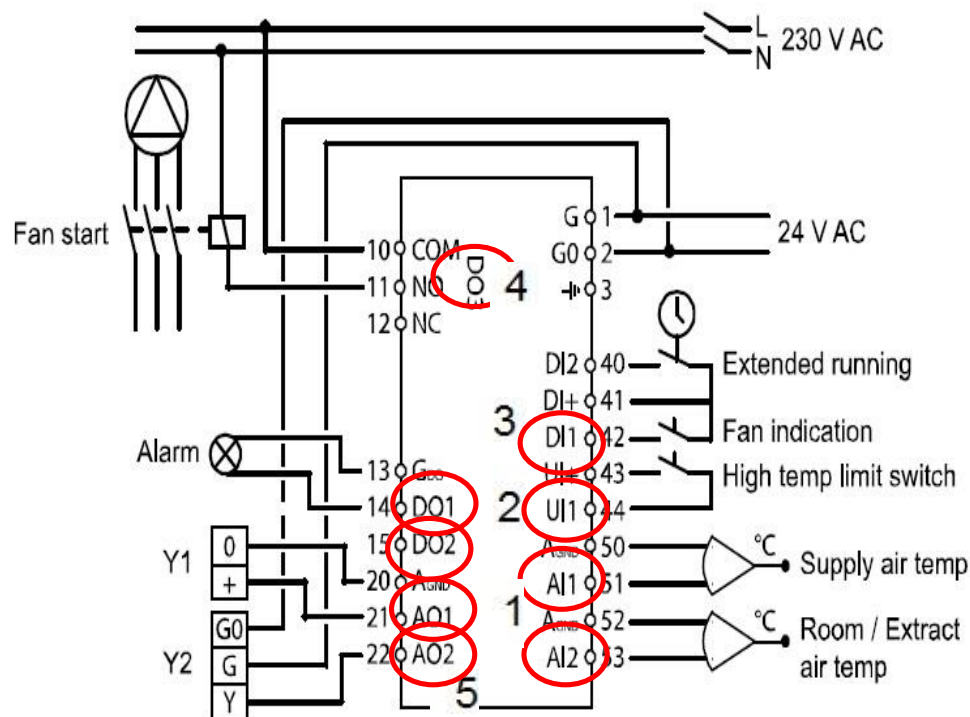 L
230 V AC
N
Fan start
G 1
24 V AC
G0 2
3
10 COM
DO3
4
11 NO
12 NC
DI2 40 Extended running
DI+ 41
3
DI1 42 Fan indication
Alarm
UI+ 43 High temp limit switch
13 GDO
14 DO1
2
UI1 44
15 DO2
AGND 50
°C
Supply air temp
Y1
0
+
20 AGND
AI1 51
21 AO1
1
AGND 52
°C
Room / Extract
air temp
Y2
G0
G
Y
22 AO2
AI2 53
5